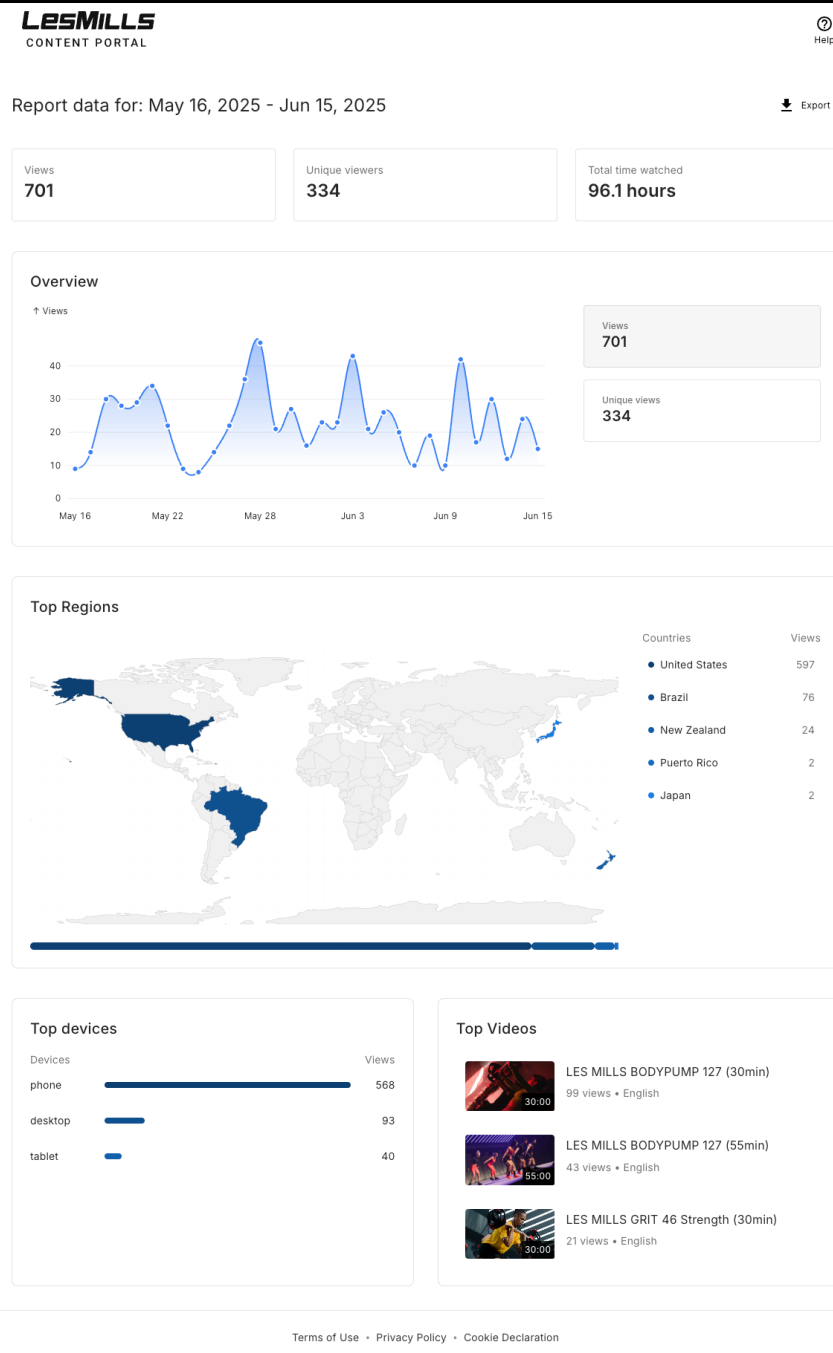 LESMILLS
CONTENT PORTAL
Help
Report data for: May 16, 2025 - Jun 15, 2025
Export
Views
701
Unique viewers
334
Total time watched
96.1 hours
Overview
↑ Views
40
30
20
10
0
May 16 May 22 May 28 Jun 3 Jun 9 Jun 15
Views
701
Unique views
334
Top Regions
Countries Views
United States 597
Brazil 76
New Zealand 24
Puerto Rico 2
Japan 2
Top devices
Devices Views
phone 568
desktop 93
tablet 40
Top Videos
30:00
LES MILLS BODYPUMP 127 (30min)
99 views • English
55:00
LES MILLS BODYPUMP 127 (55min)
43 views • English
30:00
LES MILLS GRIT 46 Strength (30min)
21 views • English
Terms of Use • Privacy Policy • Cookie Declaration